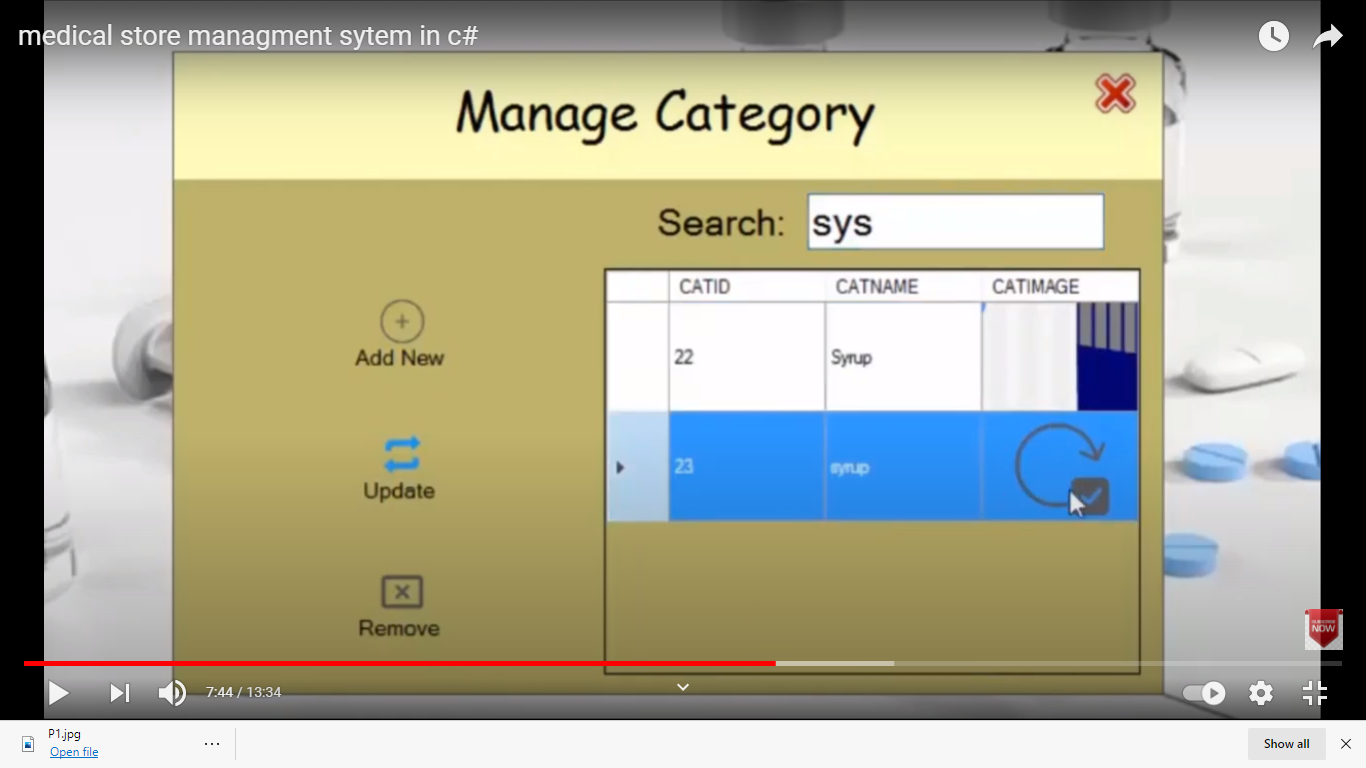 medical store managment sytem in c#
Manage Category
Search: sys
CATID CATNAME CATIMAGE
22 Syrup
23 syrup
Add New
Update
Remove
SUBSCRIBE
NOW
7:44 / 13:34
P1.jpg
Open file
Show all